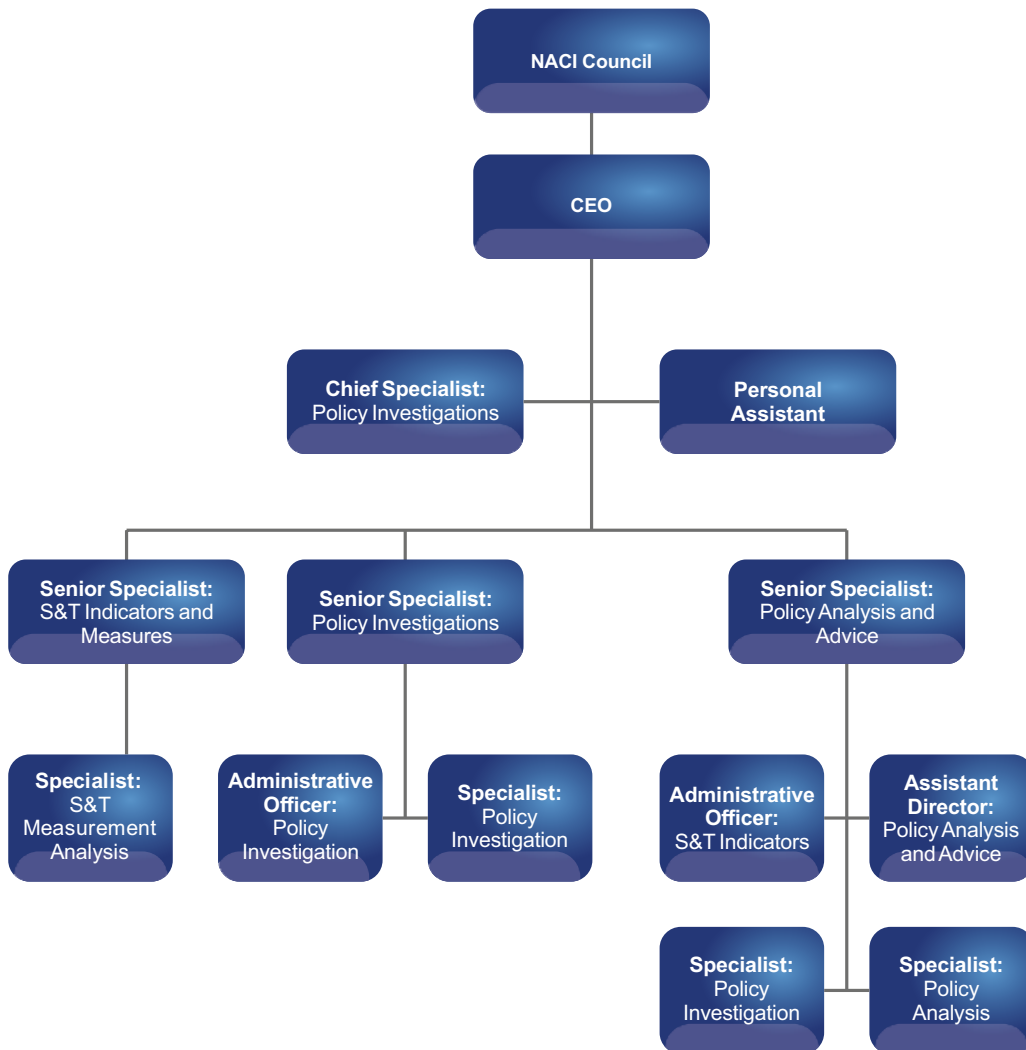 NACI Council
CEO
Chief Specialist:
Policy Investigations
Personal
Assistant
Senior Specialist:
S&T Indicators and
Measures
Senior Specialist:
Policy Investigations
Senior Specialist:
Policy Analysis and
Advice
Specialist:
S&T
Measurement
Analysis
Administrative
Officer:
Policy
Investigation
Specialist:
Policy
Investigation
Administrative
Officer:
S&T Indicators
Assistant
Director:
Policy Analysis
and Advice
Specialist:
Policy
Investigation
Specialist:
Policy
Analysis